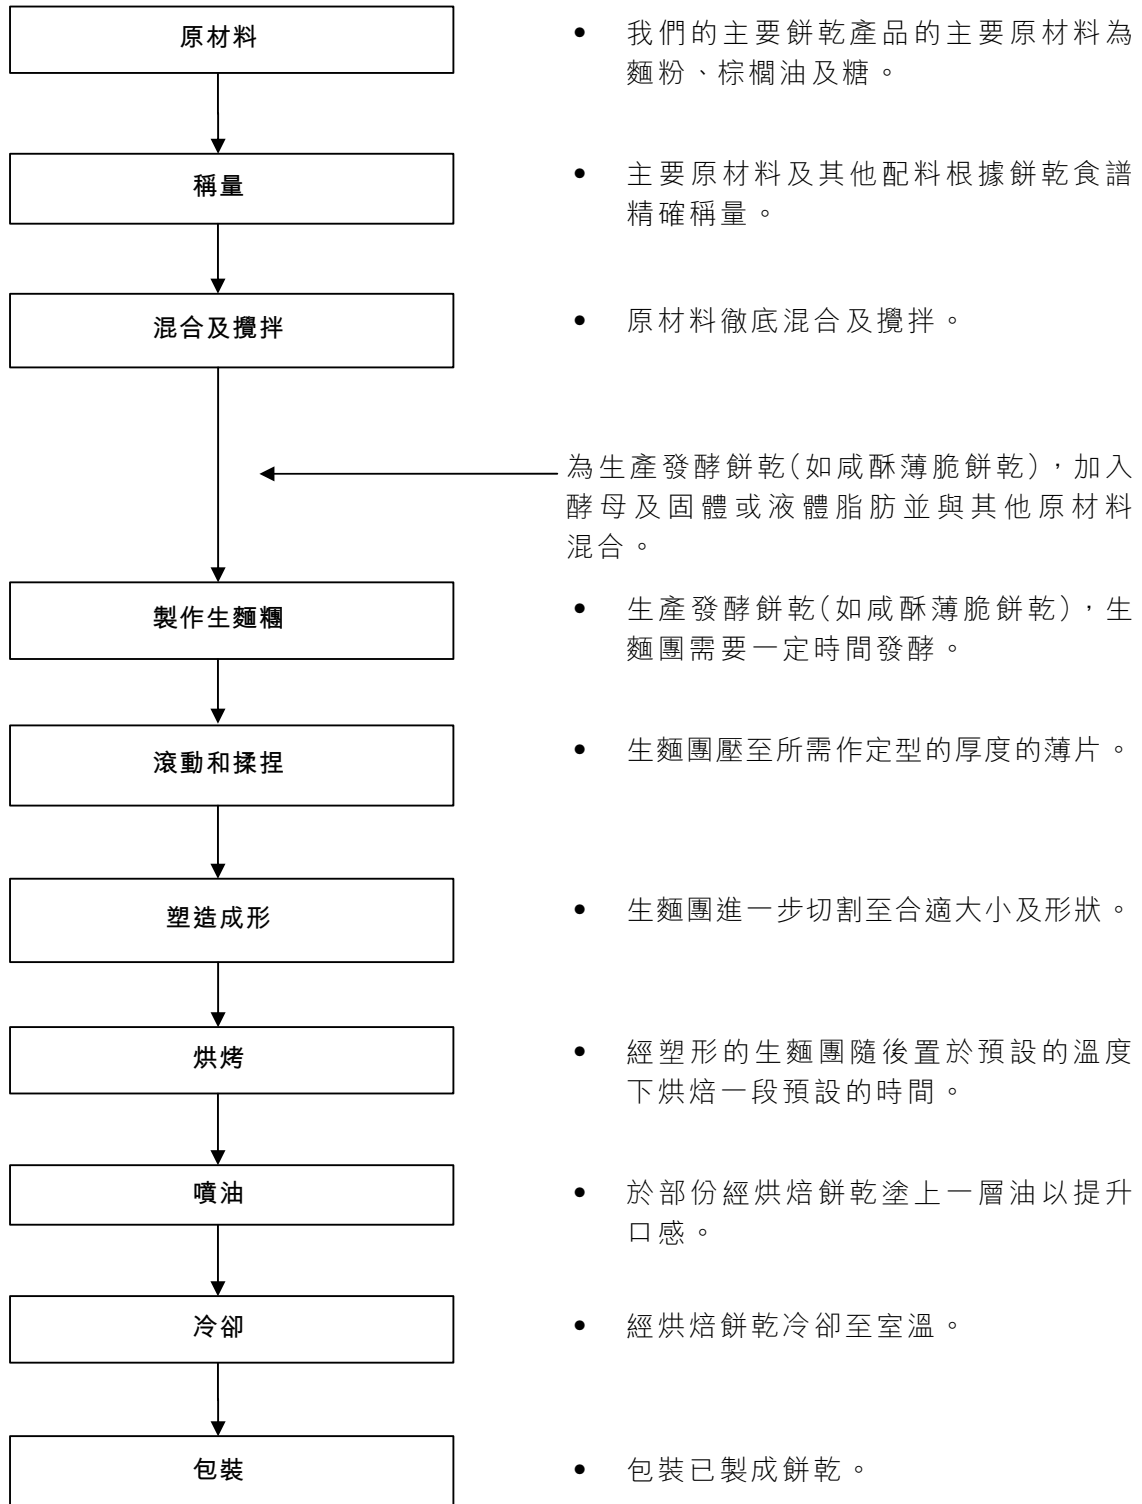 原材料
• 我們的主要餅乾產品的主要原材料為
麵粉、棕櫚油及糖。
稱量
• 主要原材料及其他配料根據餅乾食譜
精確稱量。
混合及攪拌
• 原材料徹底混合及攪拌。
為生產發酵餅乾(如咸酥薄脆餅乾)，加入
酵母及固體或液體脂肪並與其他原材料
混合。
製作生麵糰
• 生產發酵餅乾(如咸酥薄脆餅乾)，生
麵團需要一定時間發酵。
滾動和揉捏
• 生麵團壓至所需作定型的厚度的薄片。
塑造成形
• 生麵團進一步切割至合適大小及形狀。
烘烤
• 經塑形的生麵團隨後置於預設的溫度
下烘焙一段預設的時間。
噴油
• 於部份經烘焙餅乾塗上一層油以提升
口感。
冷卻
• 經烘焙餅乾冷卻至室溫。
包裝
• 包裝已製成餅乾。